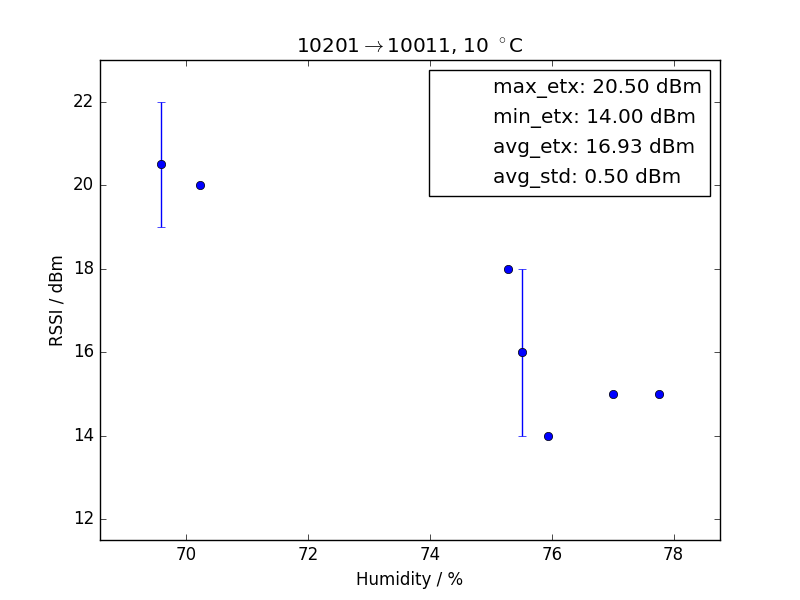 10201→10011, 10 °C
max_etx: 20.50 dBm
min_etx: 14.00 dBm
avg_etx: 16.93 dBm
avg_std: 0.50 dBm
RSSI / dBm
22
20
18
16
14
12
70 72 74 76 78
Humidity / %